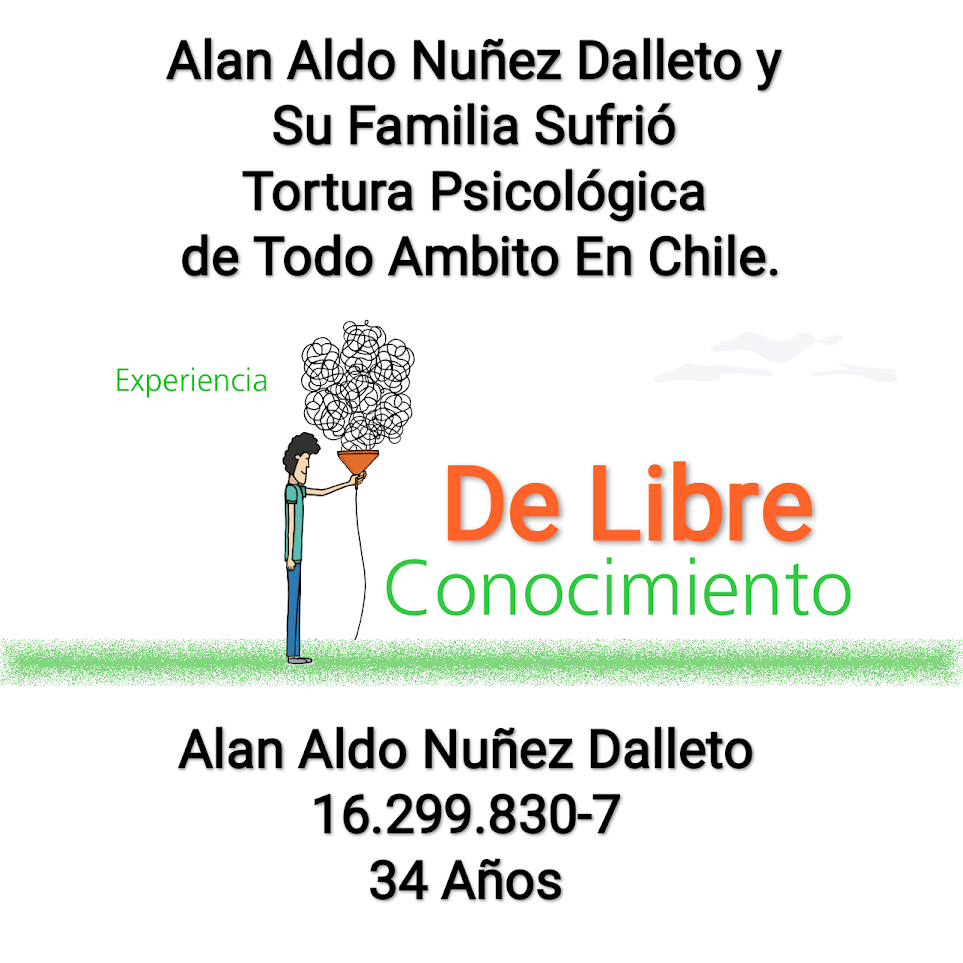 Alan Aldo Nuñez Dalleto y
Su Familia Sufrió
Tortura Psicológica
de Todo Ambito En Chile.
Experiencia
De Libre
Conocimiento
Alan Aldo Nuñez Dalleto
16.299.830-7
34 Años